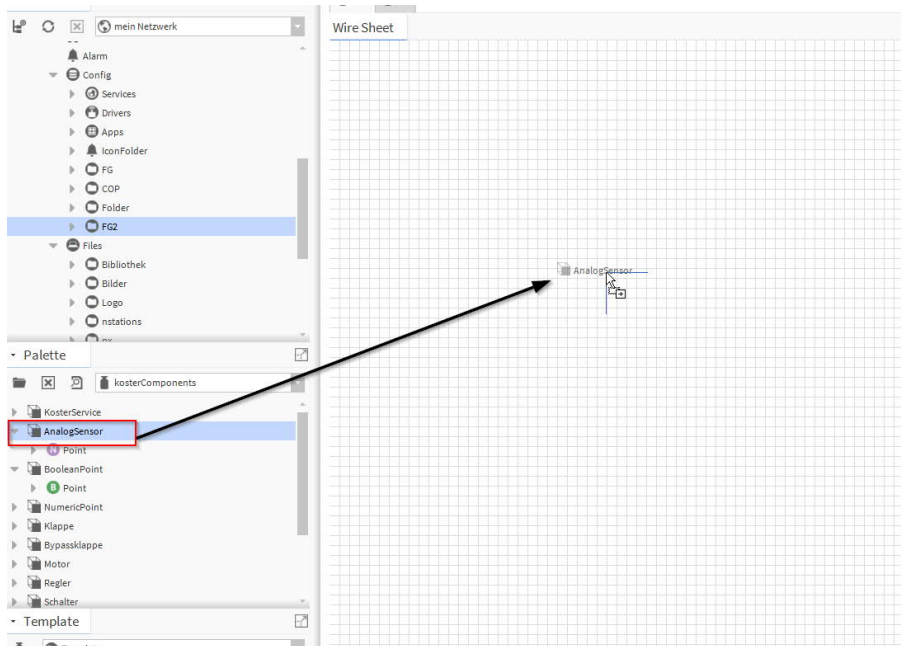 mein Netzwerk
Alarm
Config
Services
Drivers
Apps
IconFolder
FG
COP
Folder
FG2
Files
Bibliothek
Bilder
Logo
nstations
Palette
kosterComponents
KosterService
AnalogSensor
N Point
BooleanPoint
B Point
NumericPoint
Klappe
Bypassklappe
Motor
Regler
Schalter
Template
Wire Sheet
AnalogSensor